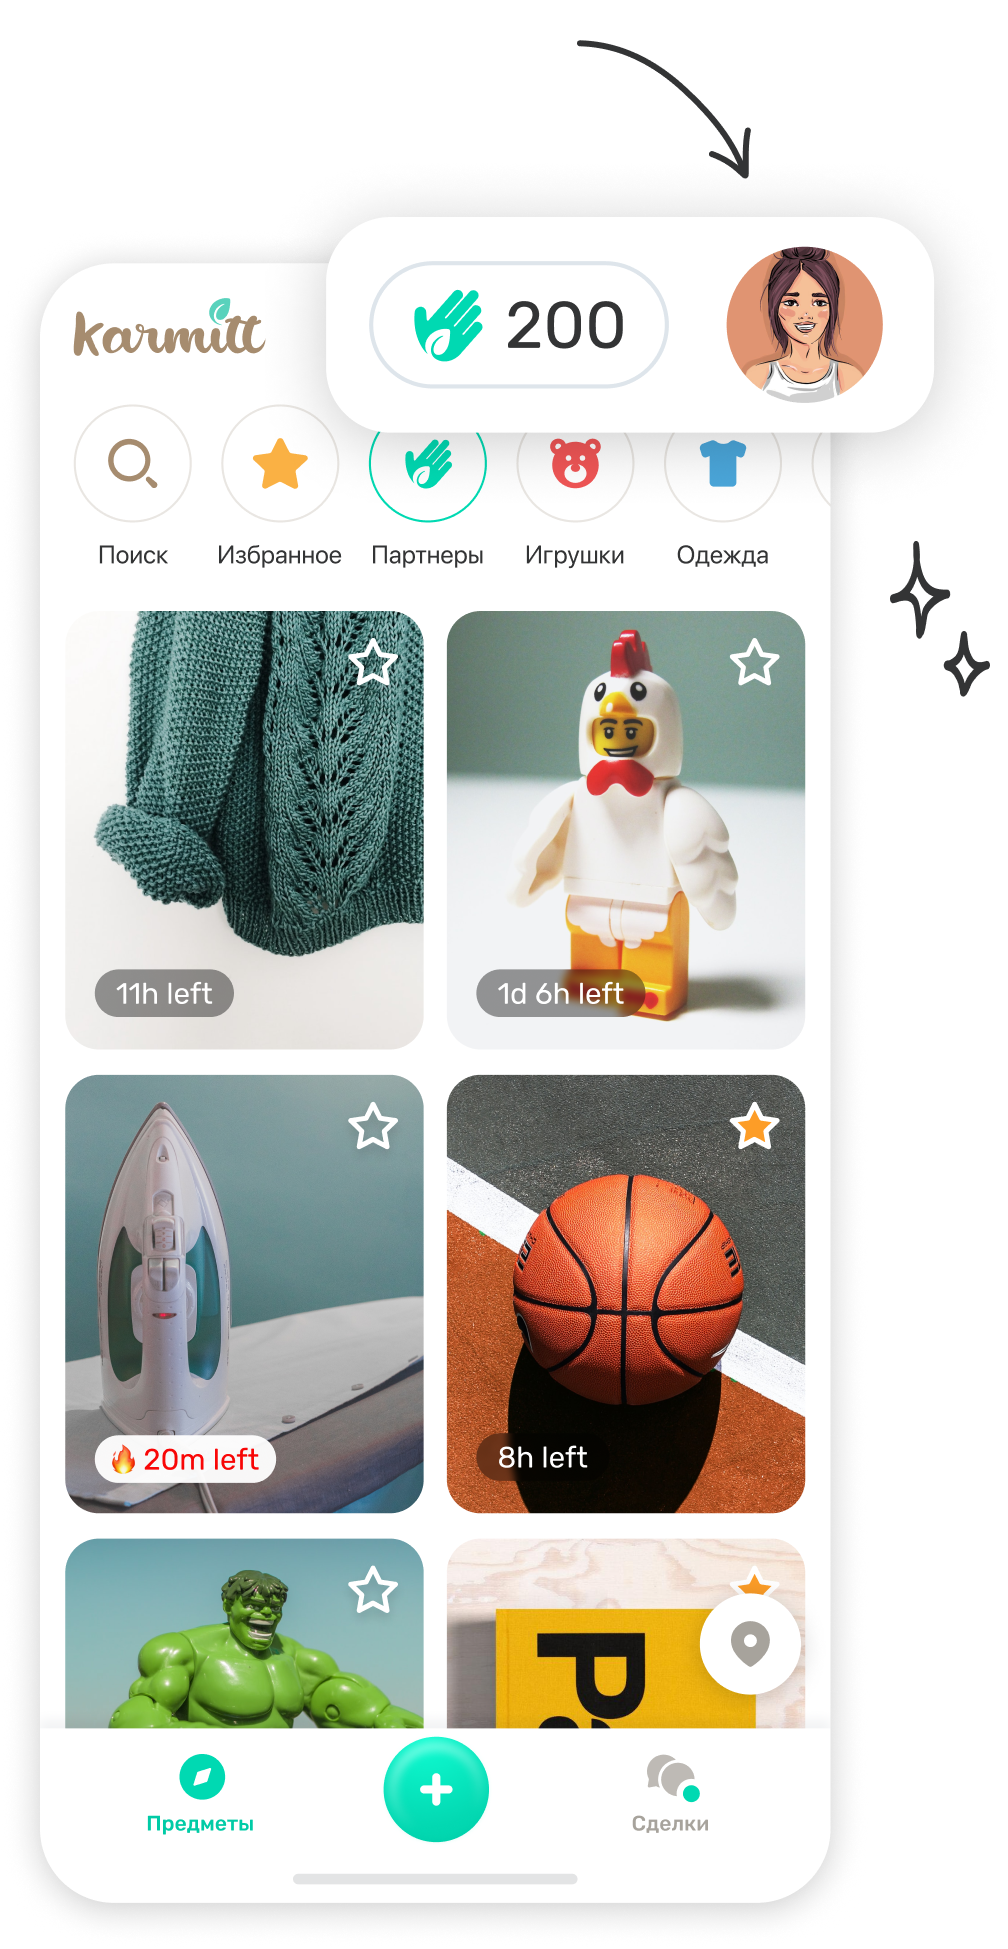 karmitt
200
Поиск
Избранное
Партнеры
Игрушки
Одежда
11h left
1d 6h left
20m left
8h left
Предметы
Сделки